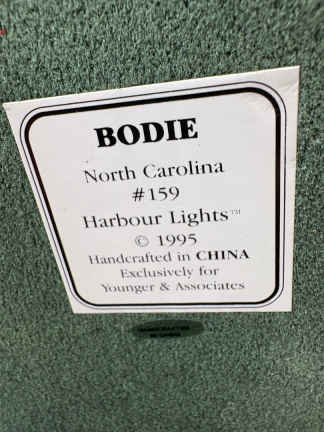 BODIE
North Carolina
#159
Harbour Lights™
© 1995
Handcrafted in CHINA
Exclusively for
Younger & Associates